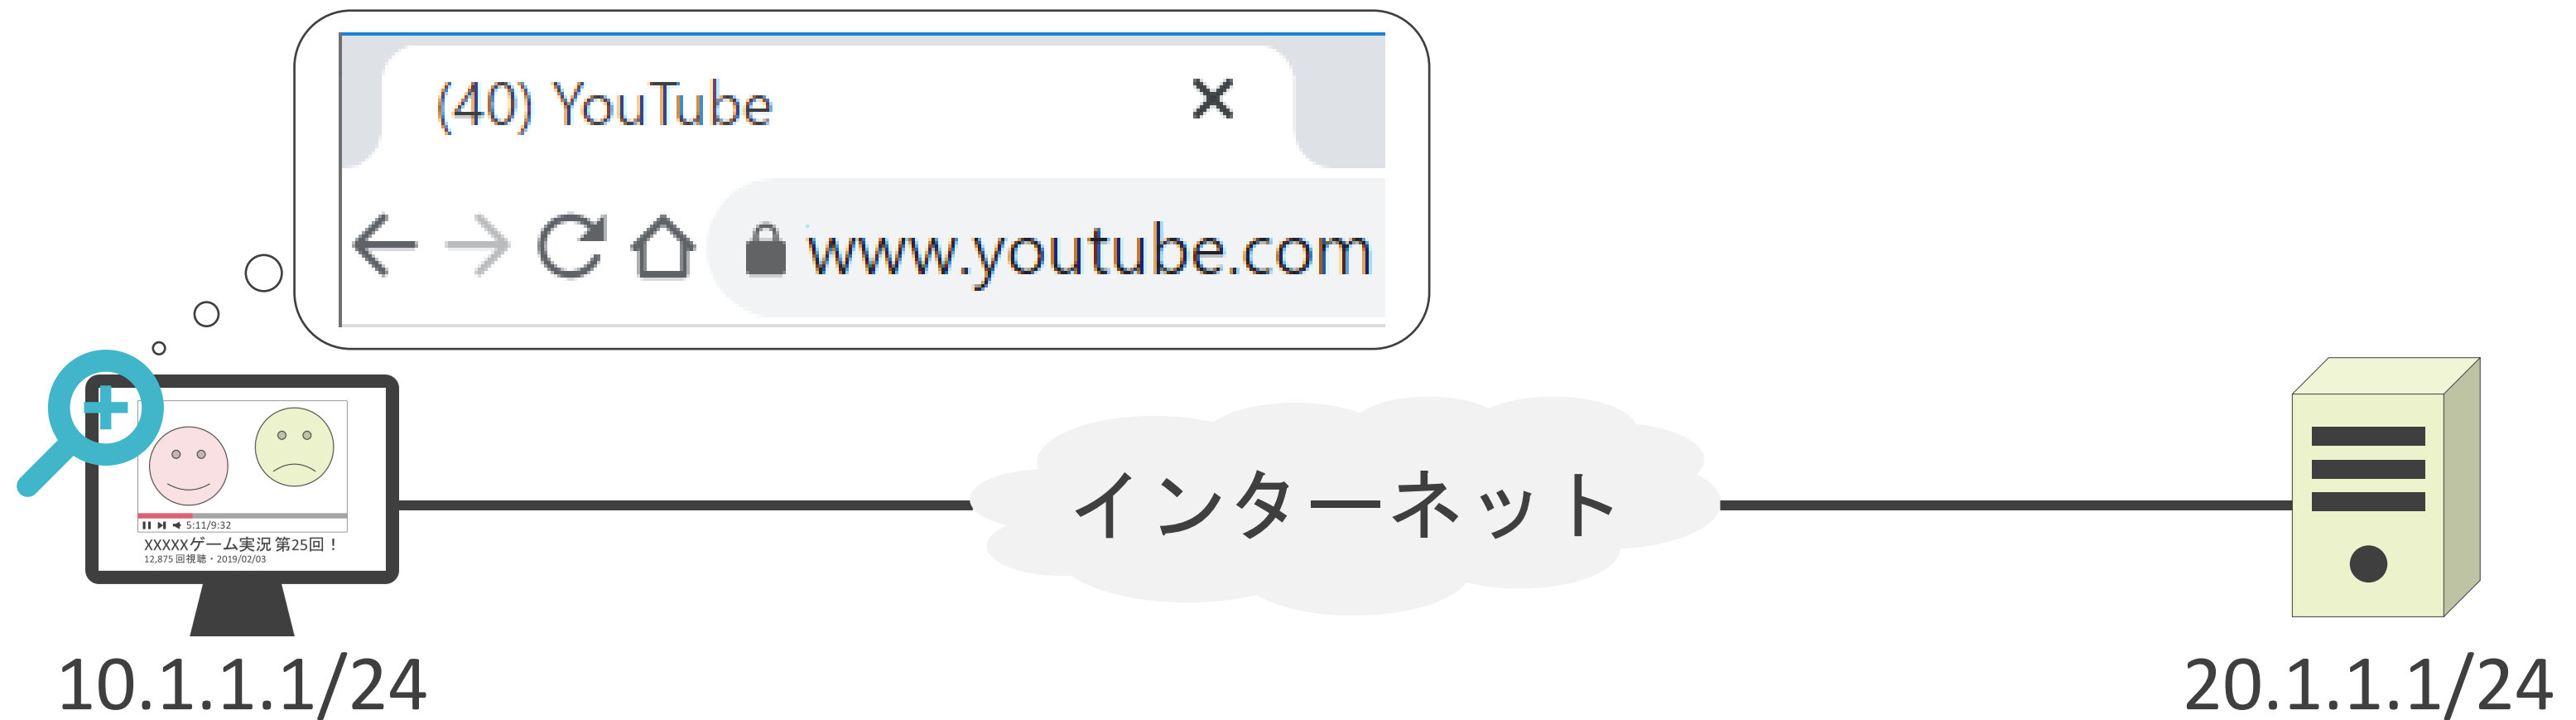 (40) YouTube
www.youtube.com
5:11/9:32
XXXXXゲーム実況 第25回！
12,875 回視聴・2019/02/03
インターネット
10.1.1.1/24
20.1.1.1/24